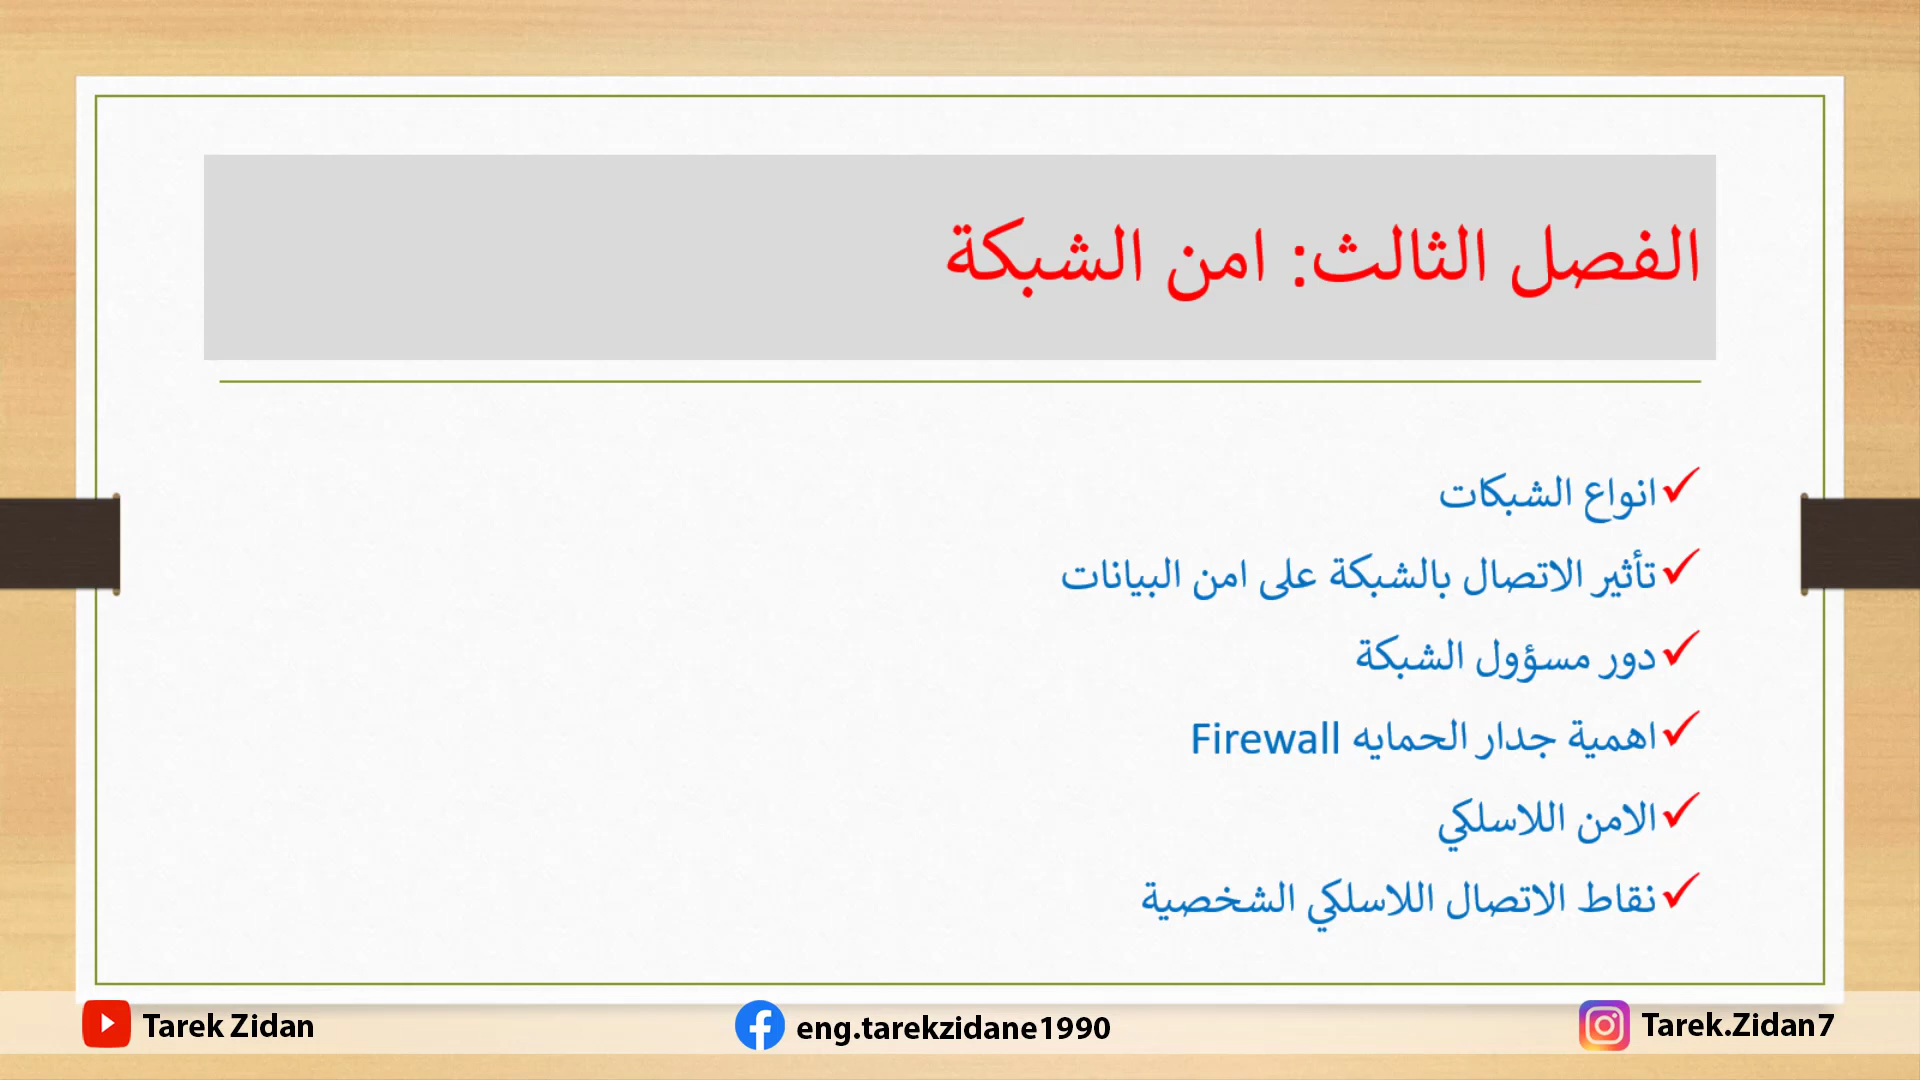 الفصل الثالث: امن الشبكة
انواع الشبكات
تأثير الاتصال بالشبكة على امن البيانات
دور مسؤول الشبكة
اهمية جدار الحمايه Firewall
الامن اللاسلكي
نقاط الاتصال اللاسلكي الشخصية
Tarek Zidan
eng.tarekzidane1990
Tarek.Zidan7